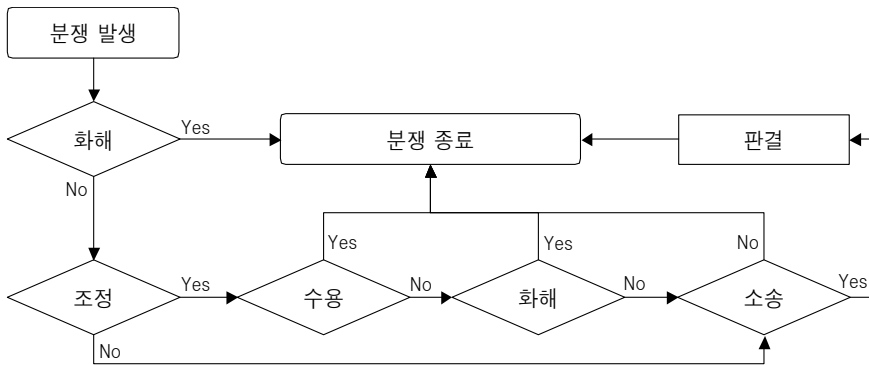 분쟁 발생
화해
Yes
분쟁 종료
판결
No
Yes
Yes
No
조정
Yes
수용
No
화해
No
소송
Yes
No